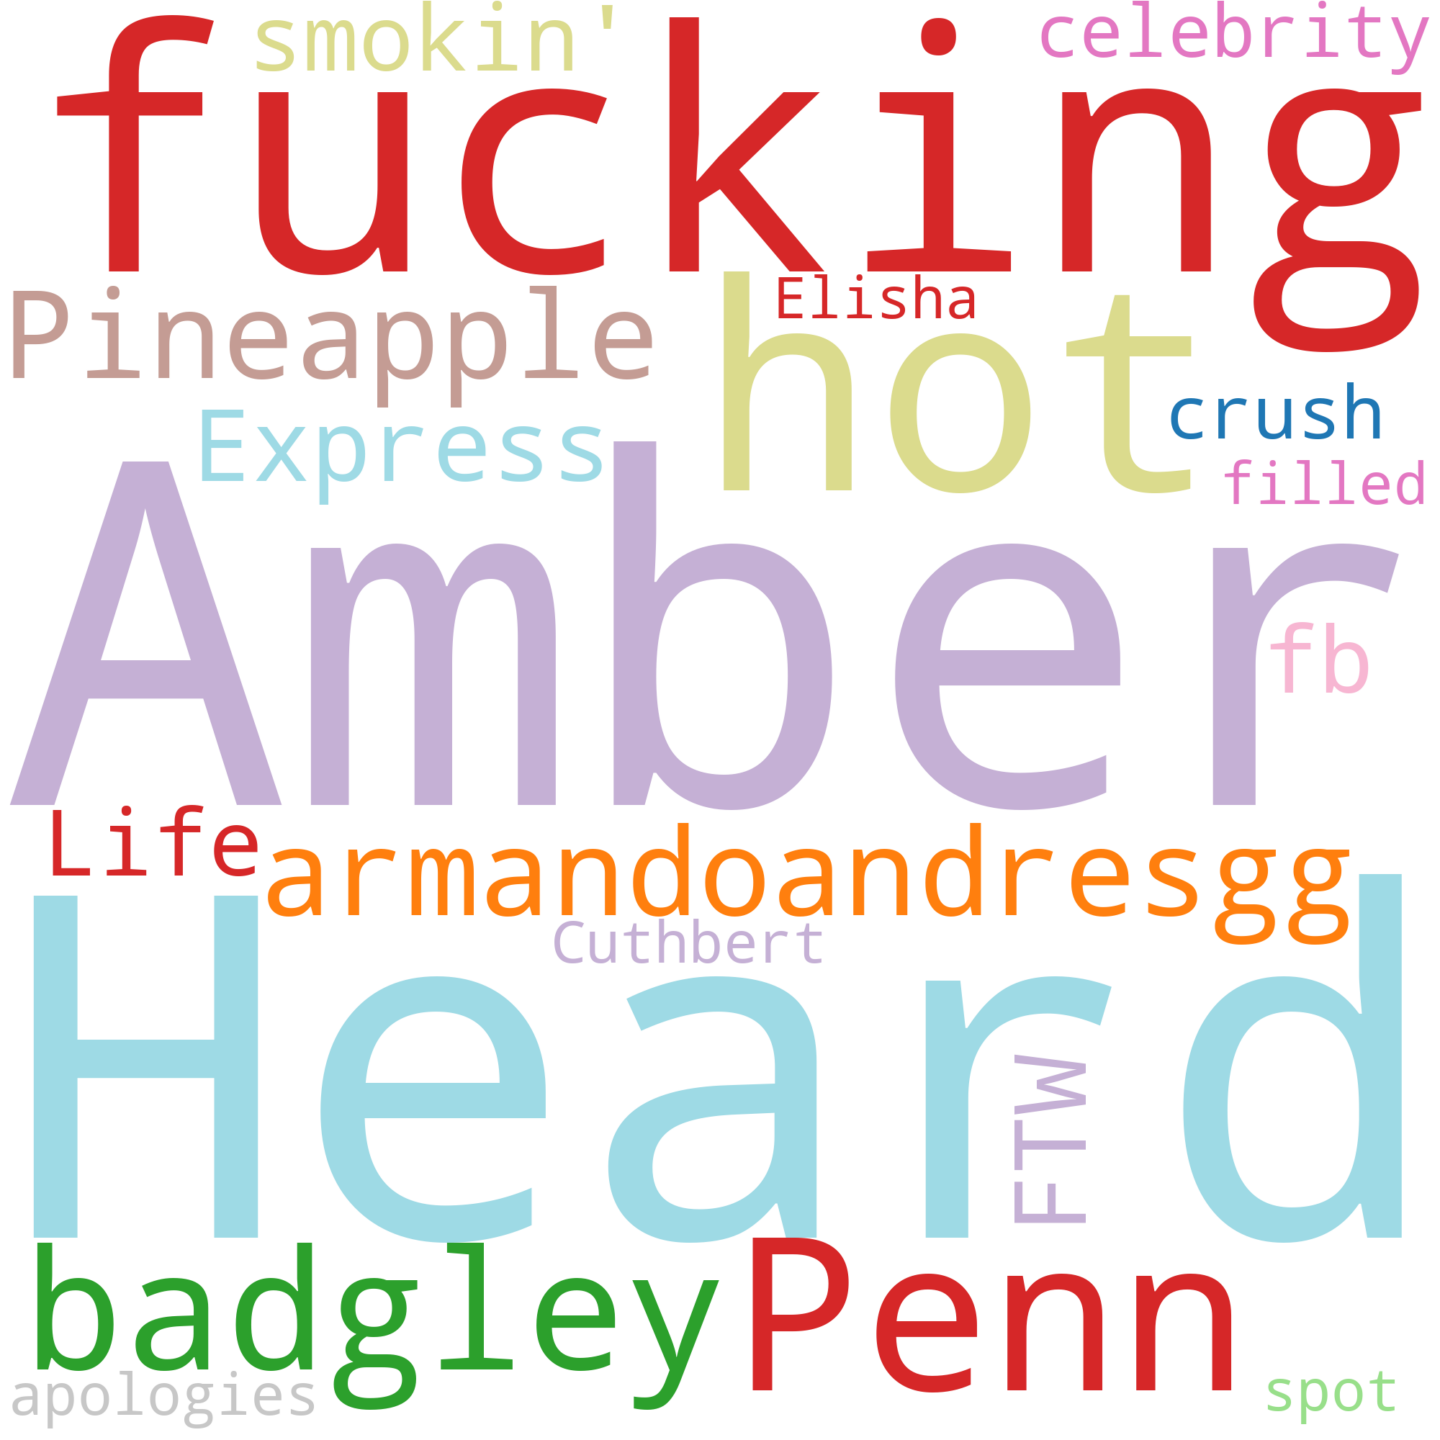 smokin' celebrity
fucking
Pineapple Elisha
hot
Express crush
filled
Amber
fb
Life armandoandresgg
Cuthbert
Heard
FTW
badgley Penn
apologies spot